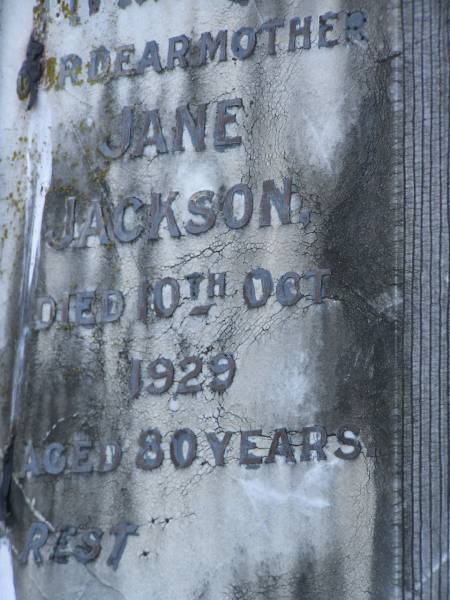 OUR DEAR MOTHER
JANE
JACKSON.
DIED 10TH OCT
1929
AGED 80 YEARS
REST